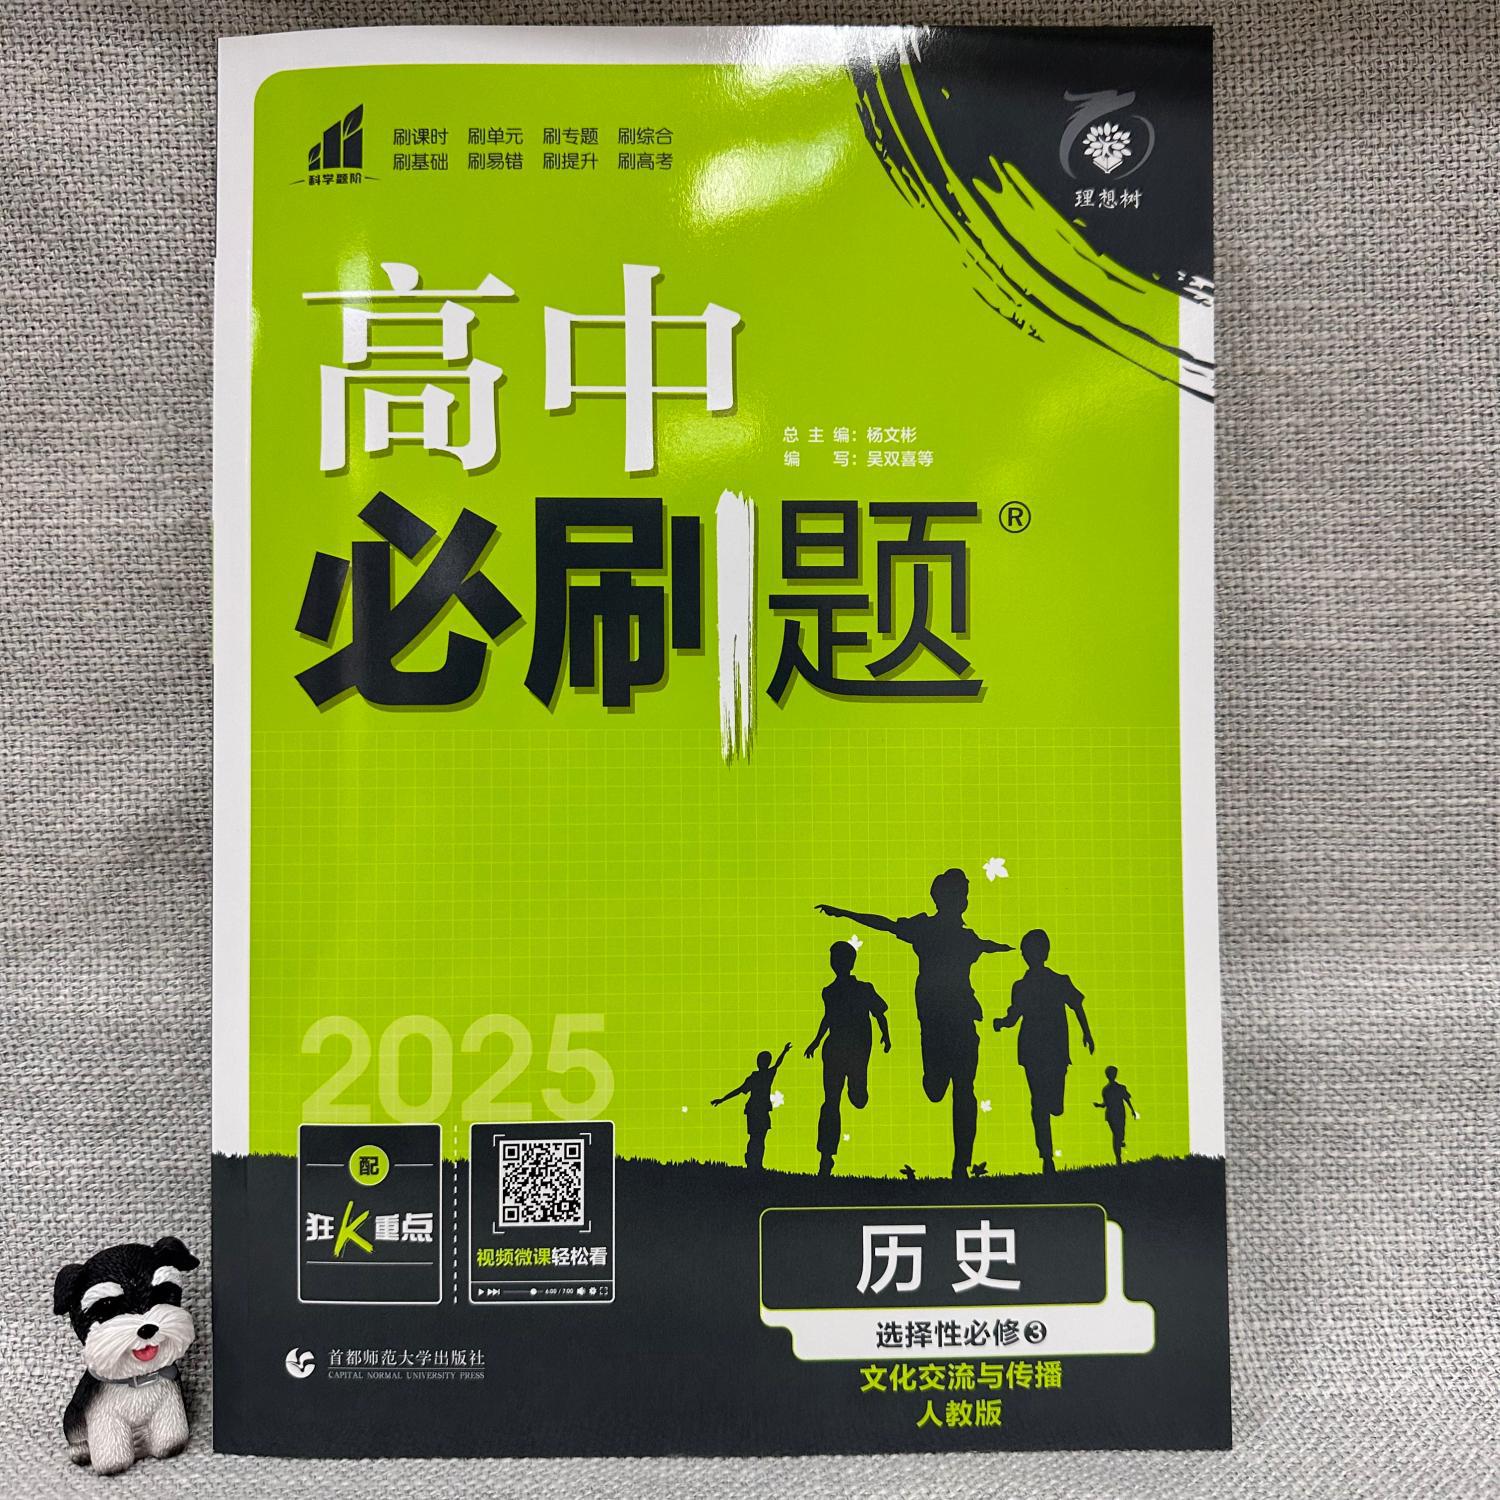 科学题阶
刷课时 刷单元 刷专题 刷综合
刷基础 刷易错 刷提升 刷高考
理想树
高中
总主编：杨文彬
编写：吴双喜等
必刷题®
2025
配
狂K重点
视频微课轻松看
6:00 / 7:00
历史
选择性必修3
文化交流与传播
人教版
首都师范大学出版社
CAPITAL NORMAL UNIVERSITY PRESS